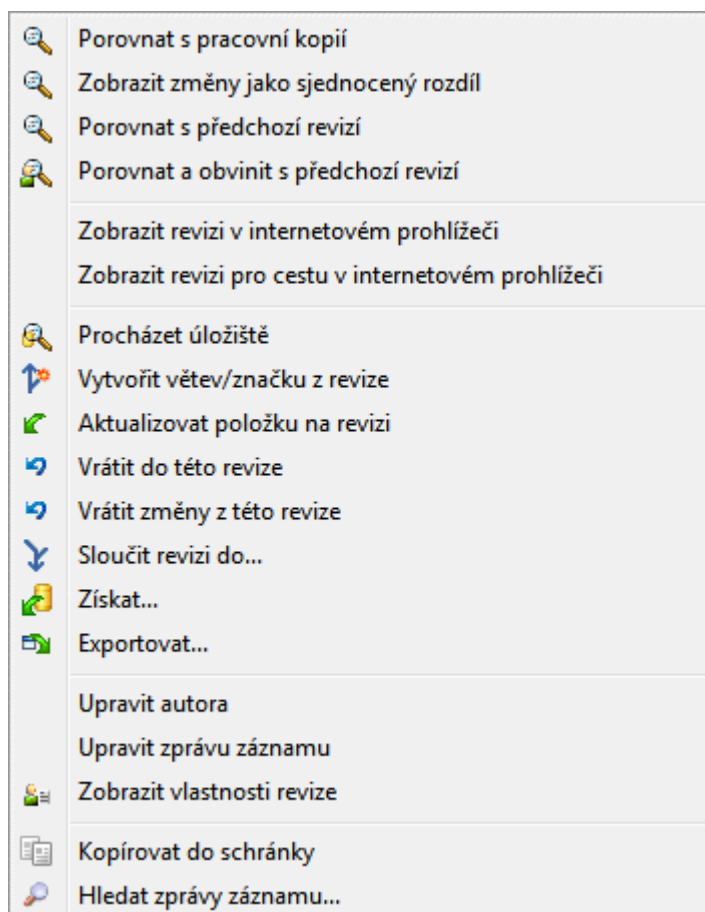 Porovnat s pracovní kopií
Zobrazit změny jako sjednocený rozdíl
Porovnat s předchozí revizí
Porovnat a obvinit s předchozí revizí
Zobrazit revizi v internetovém prohlížeči
Zobrazit revizi pro cestu v internetovém prohlížeči
Procházet úložiště
Vytvořit větev/značku z revize
Aktualizovat položku na revizi
Vrátit do této revize
Vrátit změny z této revize
Sloučit revizi do...
Získat...
Exportovat...
Upravit autora
Upravit zprávu záznamu
Zobrazit vlastnosti revize
Kopírovat do schránky
Hledat zprávy záznamu...